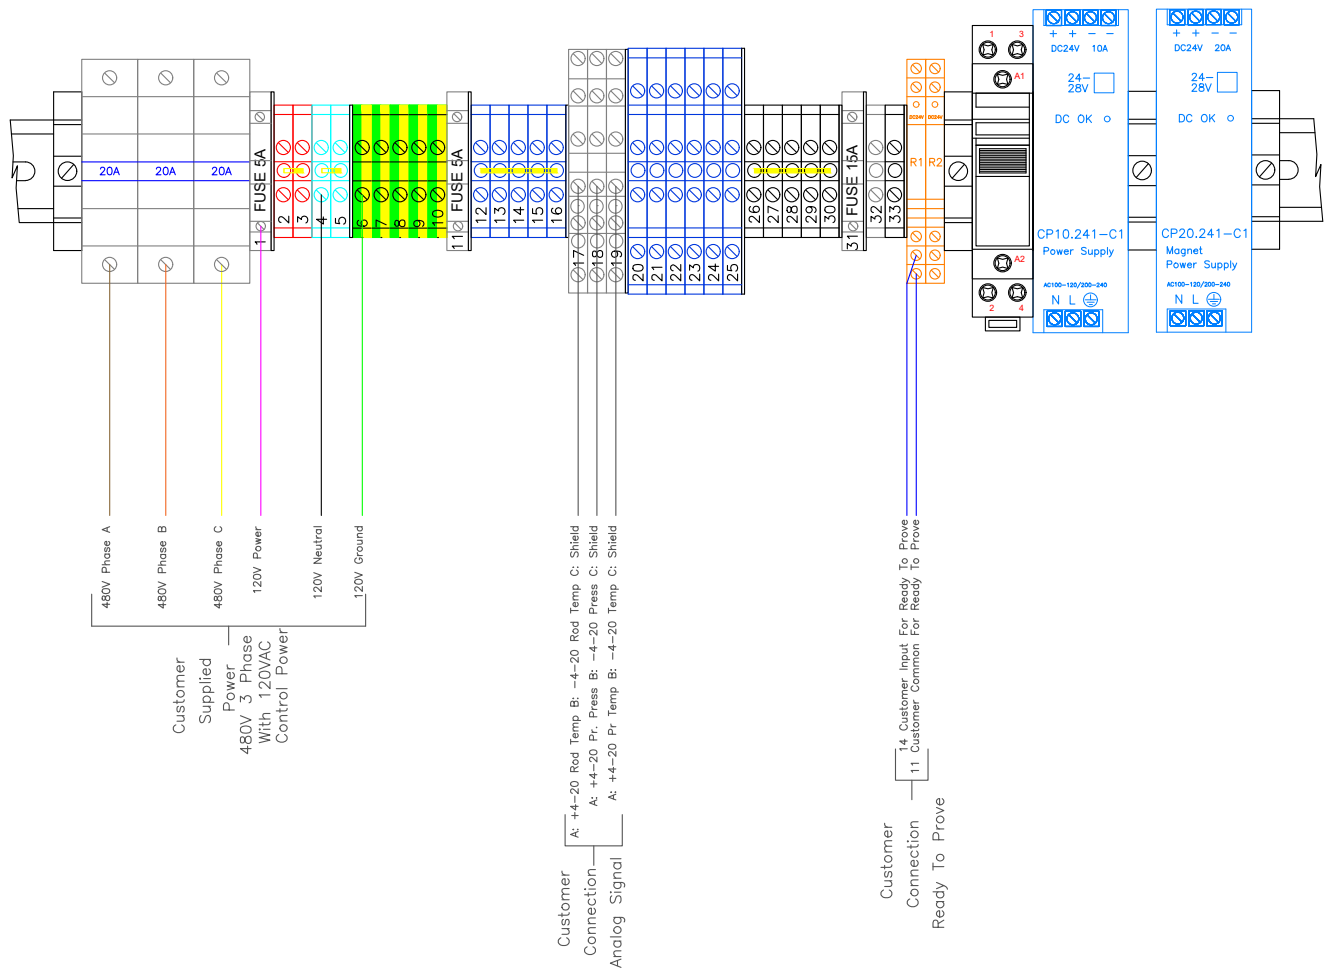 20A
20A
20A
FUSE 5A
1
2
3
4
5
6
7
8
9
10
FUSE 5A
11
12
13
14
15
16
17
18
19
20
21
22
23
24
25
26
27
28
29
30
FUSE 15A
31
32
33
DC24V
DC24V
R1
R2
1 3
A1
A2
2 4
+ + - -
DC24V 10A
24-
28V
DC OK
CP10.241-C1
Power Supply
AC100-120/200-240
N L
+ + - -
DC24V 20A
24-
28V
DC OK
CP20.241-C1
Magnet
Power Supply
AC100-120/200-240
N L
480V Phase A
480V Phase B
480V Phase C
120V Power
120V Neutral
120V Ground
Customer
Supplied
Power
480V 3 Phase
With 120VAC
Control Power
A: +4-20 Rod Temp B: -4-20 Rod Temp C: Shield
A: +4-20 Pr. Press B: -4-20 Press C: Shield
A: +4-20 Pr Temp B: -4-20 Temp C: Shield
Customer
Connection
Analog Signal
14 Customer Input For Ready To Prove
11 Customer Common For Ready To Prove
Customer
Connection
Ready To Prove